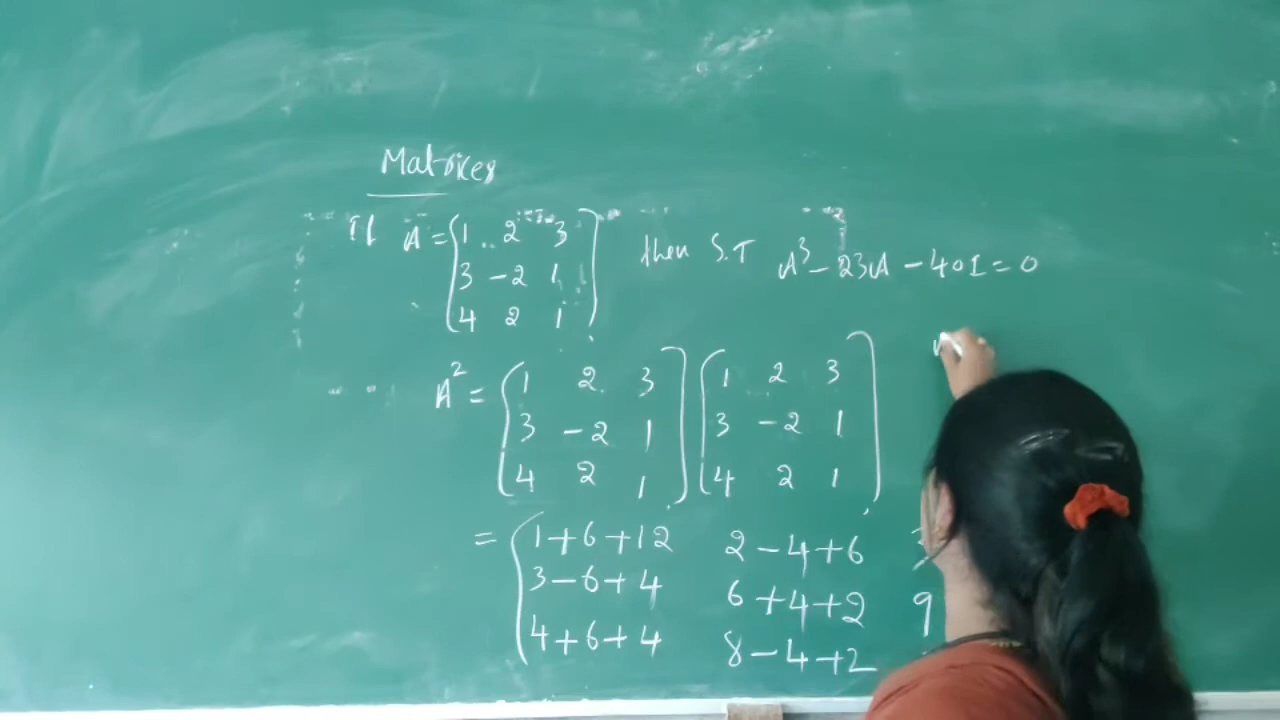 Matrices
If A = 1 2 3 then S.T A³ - 23A - 40I = 0
3 -2 1
4 2 1
A² = 1 2 3 1 2 3
3 -2 1 3 -2 1
4 2 1 4 2 1
= 1+6+12 2-4+6
3-6+4 6+4+2 9
4+6+4 8-4+2